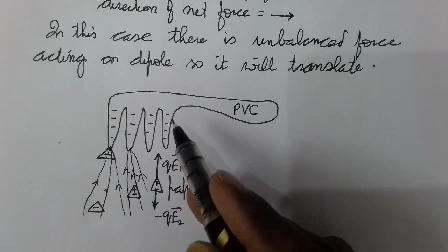 direction of net force = →
In this case there is unbalanced force
acting on dipole so it will translate.
PVC
qE⃗
-qE⃗₂